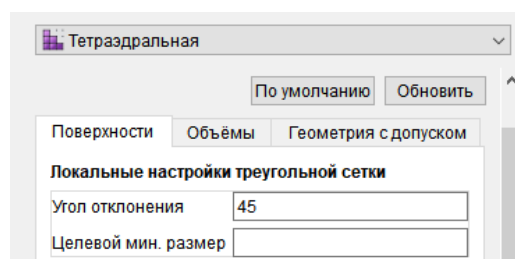 Тетраэдральная
По умолчанию Обновить
Поверхности Объёмы Геометрия с допуском
Локальные настройки треугольной сетки
Угол отклонения 45
Целевой мин. размер